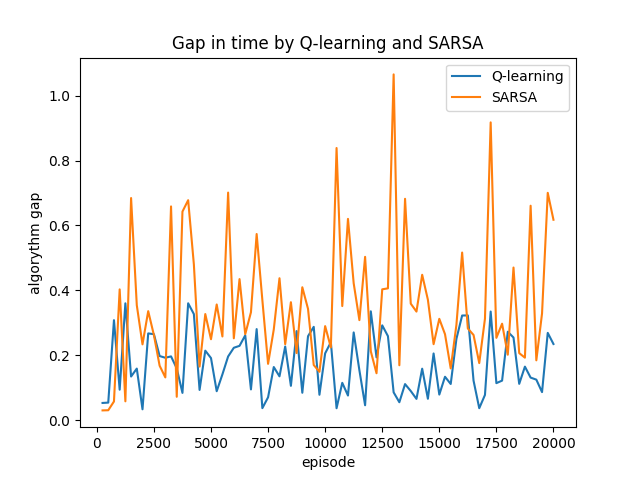 Gap in time by Q-learning and SARSA
Q-learning
SARSA
1.0
0.8
0.6
0.4
0.2
0.0
algorythm gap
0 2500 5000 7500 10000 12500 15000 17500 20000
episode